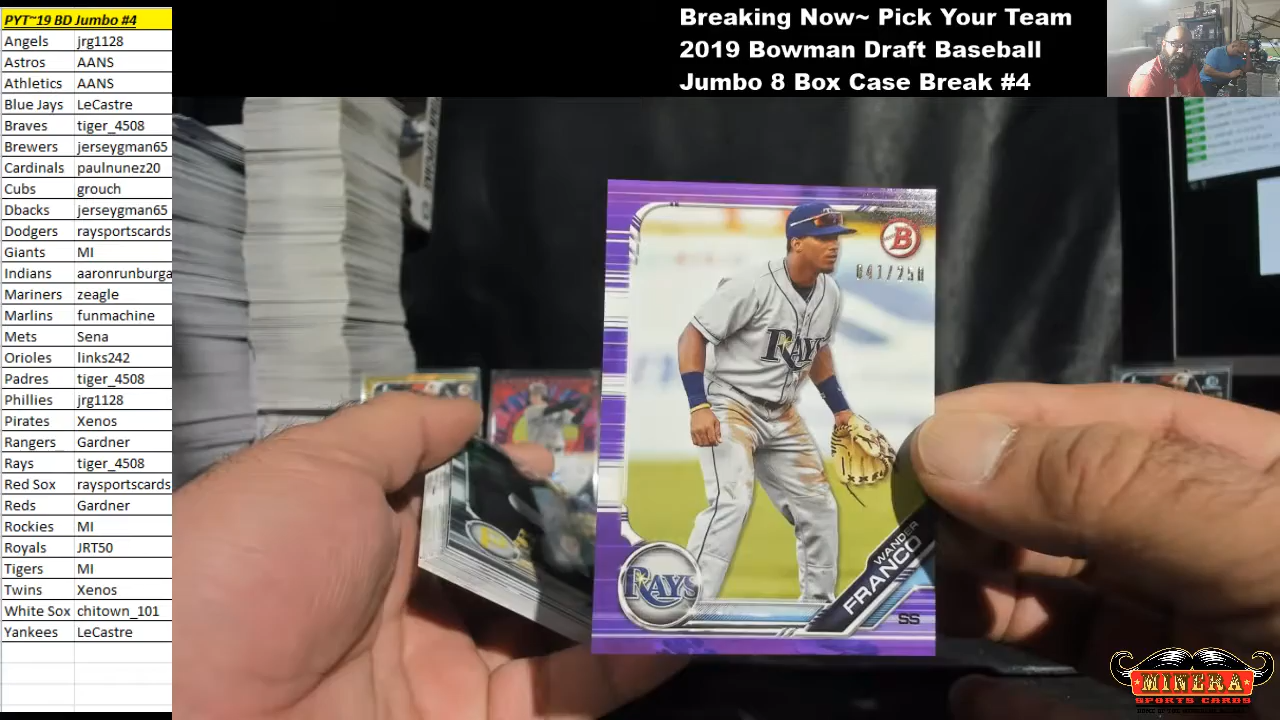 PYT~19 BD Jumbo #4
Angels jrg1128
Astros AANS
Athletics AANS
Blue Jays LeCastre
Braves tiger_4508
Brewers jerseygman65
Cardinals paulnunez20
Cubs grouch
Dbacks jerseygman65
Dodgers raysportscards
Giants MI
Indians aaronrunburga
Mariners zeagle
Marlins funmachine
Mets Sena
Orioles links242
Padres tiger_4508
Phillies jrg1128
Pirates Xenos
Rangers Gardner
Rays tiger_4508
Red Sox raysportscards
Reds Gardner
Rockies MI
Royals JRT50
Tigers MI
Twins Xenos
White Sox chitown_101
Yankees LeCastre
Breaking Now~ Pick Your Team
2019 Bowman Draft Baseball
Jumbo 8 Box Case Break #4
B
041/250
RAYS
RAYS
WANDER
FRANCO
SS
MINERA
SPORTS CARDS